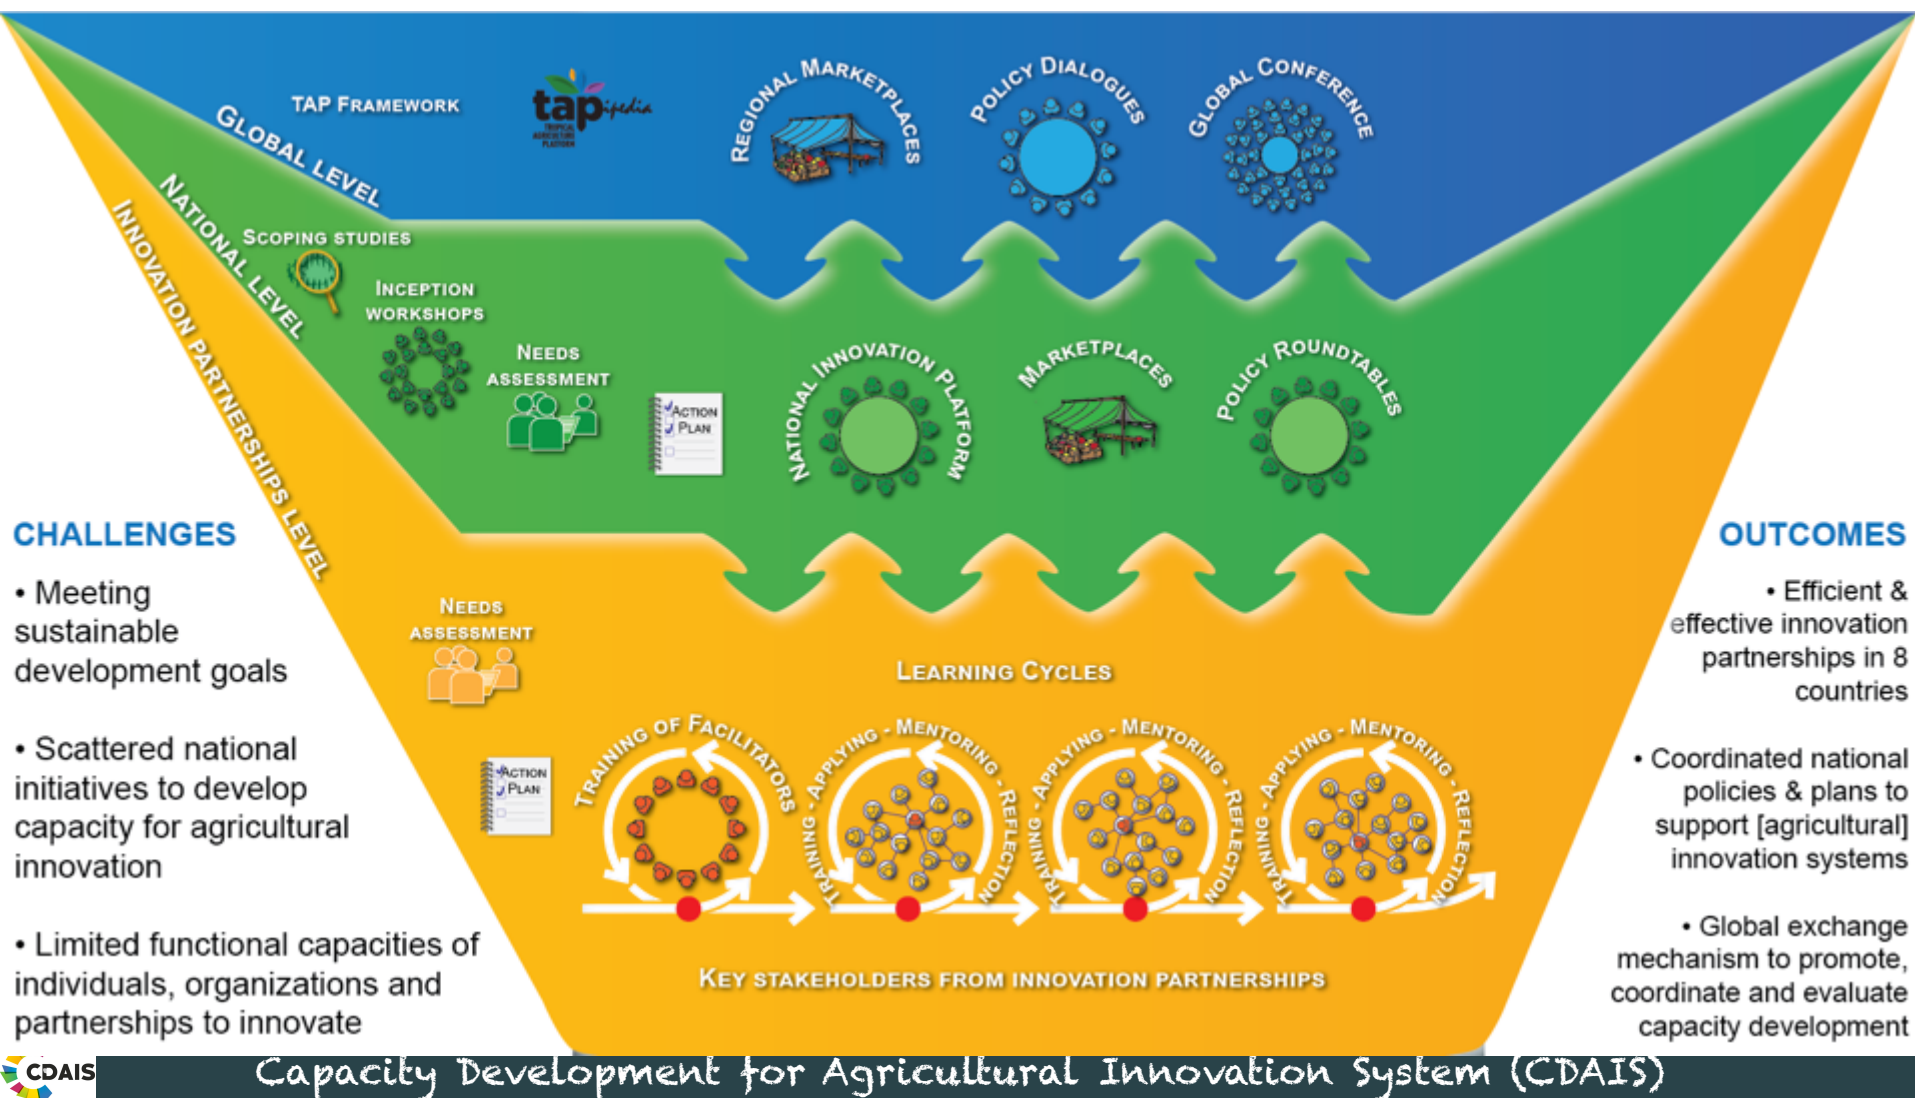 TAP FRAMEWORK
tapipedia
TROPICAL
AGRICULTURE
PLATFORM
REGIONAL MARKETPLACES
POLICY DIALOGUES
GLOBAL CONFERENCE
GLOBAL LEVEL
NATIONAL LEVEL
INNOVATION PARTNERSHIPS LEVEL
SCOPING STUDIES
INCEPTION
WORKSHOPS
NEEDS
ASSESSMENT
ACTION
PLAN
NATIONAL INNOVATION PLATFORM
MARKETPLACES
POLICY ROUNDTABLES
CHALLENGES
• Meeting
sustainable
development goals
• Scattered national
initiatives to develop
capacity for agricultural
innovation
• Limited functional capacities of
individuals, organizations and
partnerships to innovate
NEEDS
ASSESSMENT
ACTION
PLAN
LEARNING CYCLES
TRAINING OF FACILITATORS
TRAINING - APPLYING - MENTORING - REFLECTION
TRAINING - APPLYING - MENTORING - REFLECTION
TRAINING - APPLYING - MENTORING - REFLECTION
KEY STAKEHOLDERS FROM INNOVATION PARTNERSHIPS
OUTCOMES
• Efficient &
effective innovation
partnerships in 8
countries
• Coordinated national
policies & plans to
support [agricultural]
innovation systems
• Global exchange
mechanism to promote,
coordinate and evaluate
capacity development
CDAIS
Capacity Development for Agricultural Innovation System (CDAIS)